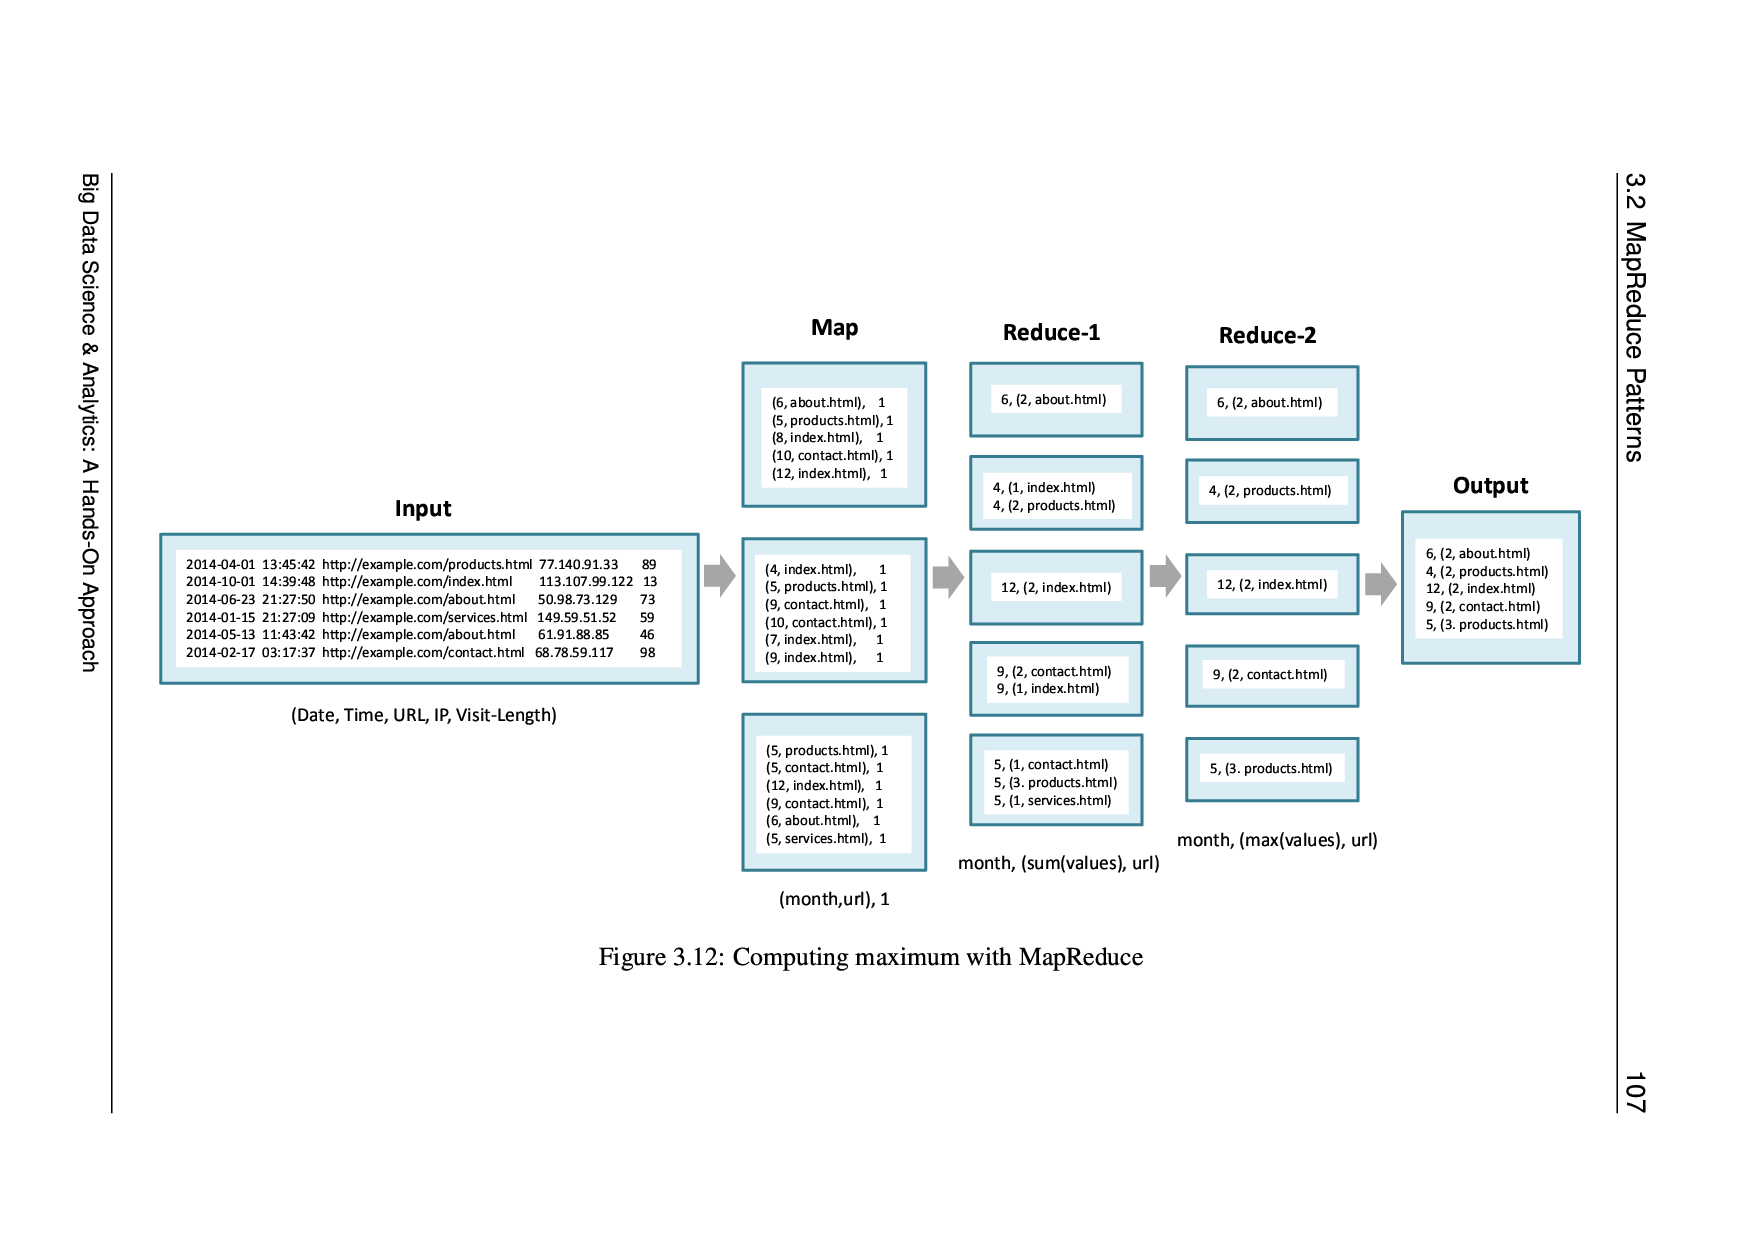 3.2 MapReduce Patterns
107
Input
2014-04-01 13:45:42 http://example.com/products.html 77.140.91.33 89
2014-10-01 14:39:48 http://example.com/index.html 113.107.99.122 13
2014-06-23 21:27:50 http://example.com/about.html 50.98.73.129 73
2014-01-15 21:27:09 http://example.com/services.html 149.59.51.52 59
2014-05-13 11:43:42 http://example.com/about.html 61.91.88.85 46
2014-02-17 03:17:37 http://example.com/contact.html 68.78.59.117 98
(Date, Time, URL, IP, Visit-Length)
Map
(6, about.html), 1
(5, products.html), 1
(8, index.html), 1
(10, contact.html), 1
(12, index.html), 1
(4, index.html), 1
(5, products.html), 1
(9, contact.html), 1
(10, contact.html), 1
(7, index.html), 1
(9, index.html), 1
(5, products.html), 1
(5, contact.html), 1
(12, index.html), 1
(9, contact.html), 1
(6, about.html), 1
(5, services.html), 1
(month,url), 1
Reduce-1
6, (2, about.html)
4, (1, index.html)
4, (2, products.html)
12, (2, index.html)
9, (2, contact.html)
9, (1, index.html)
5, (1, contact.html)
5, (3. products.html)
5, (1, services.html)
month, (sum(values), url)
Reduce-2
6, (2, about.html)
4, (2, products.html)
12, (2, index.html)
9, (2, contact.html)
5, (3. products.html)
month, (max(values), url)
Output
6, (2, about.html)
4, (2, products.html)
12, (2, index.html)
9, (2, contact.html)
5, (3. products.html)
Figure 3.12: Computing maximum with MapReduce
Big Data Science & Analytics: A Hands-On Approach